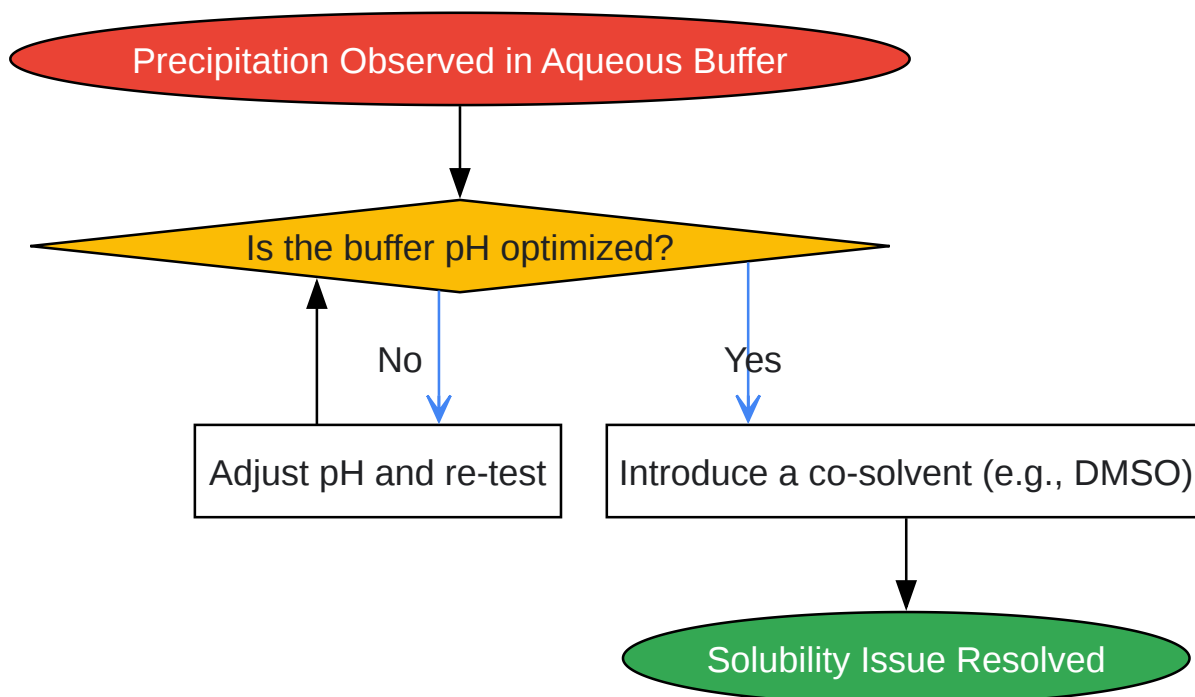 Precipitation Observed in Aqueous Buffer
Is the buffer pH optimized?
No
Yes
Adjust pH and re-test
Introduce a co-solvent (e.g., DMSO)
Solubility Issue Resolved